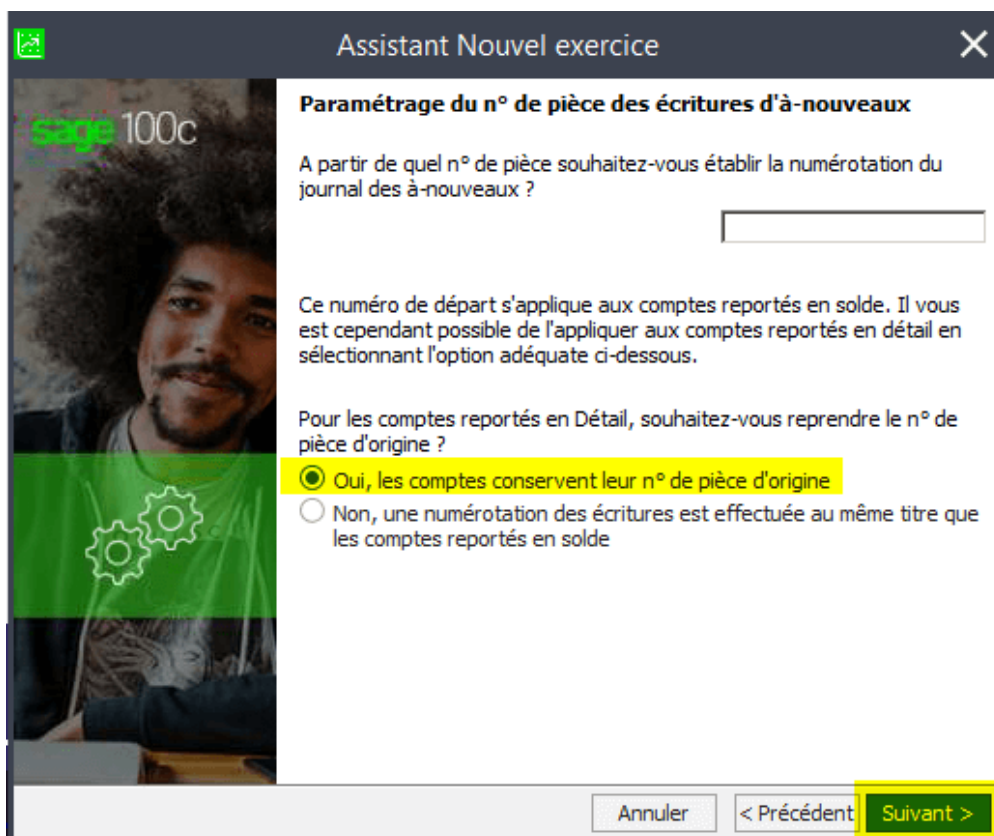 Assistant Nouvel exercice
sage 100c
Paramétrage du n° de pièce des écritures d'à-nouveaux
A partir de quel n° de pièce souhaitez-vous établir la numérotation du
journal des à-nouveaux ?
Ce numéro de départ s'applique aux comptes reportés en solde. Il vous
est cependant possible de l'appliquer aux comptes reportés en détail en
sélectionnant l'option adéquate ci-dessous.
Pour les comptes reportés en Détail, souhaitez-vous reprendre le n° de
pièce d'origine ?
Oui, les comptes conservent leur n° de pièce d'origine
Non, une numérotation des écritures est effectuée au même titre que
les comptes reportés en solde
Annuler < Précédent Suivant >